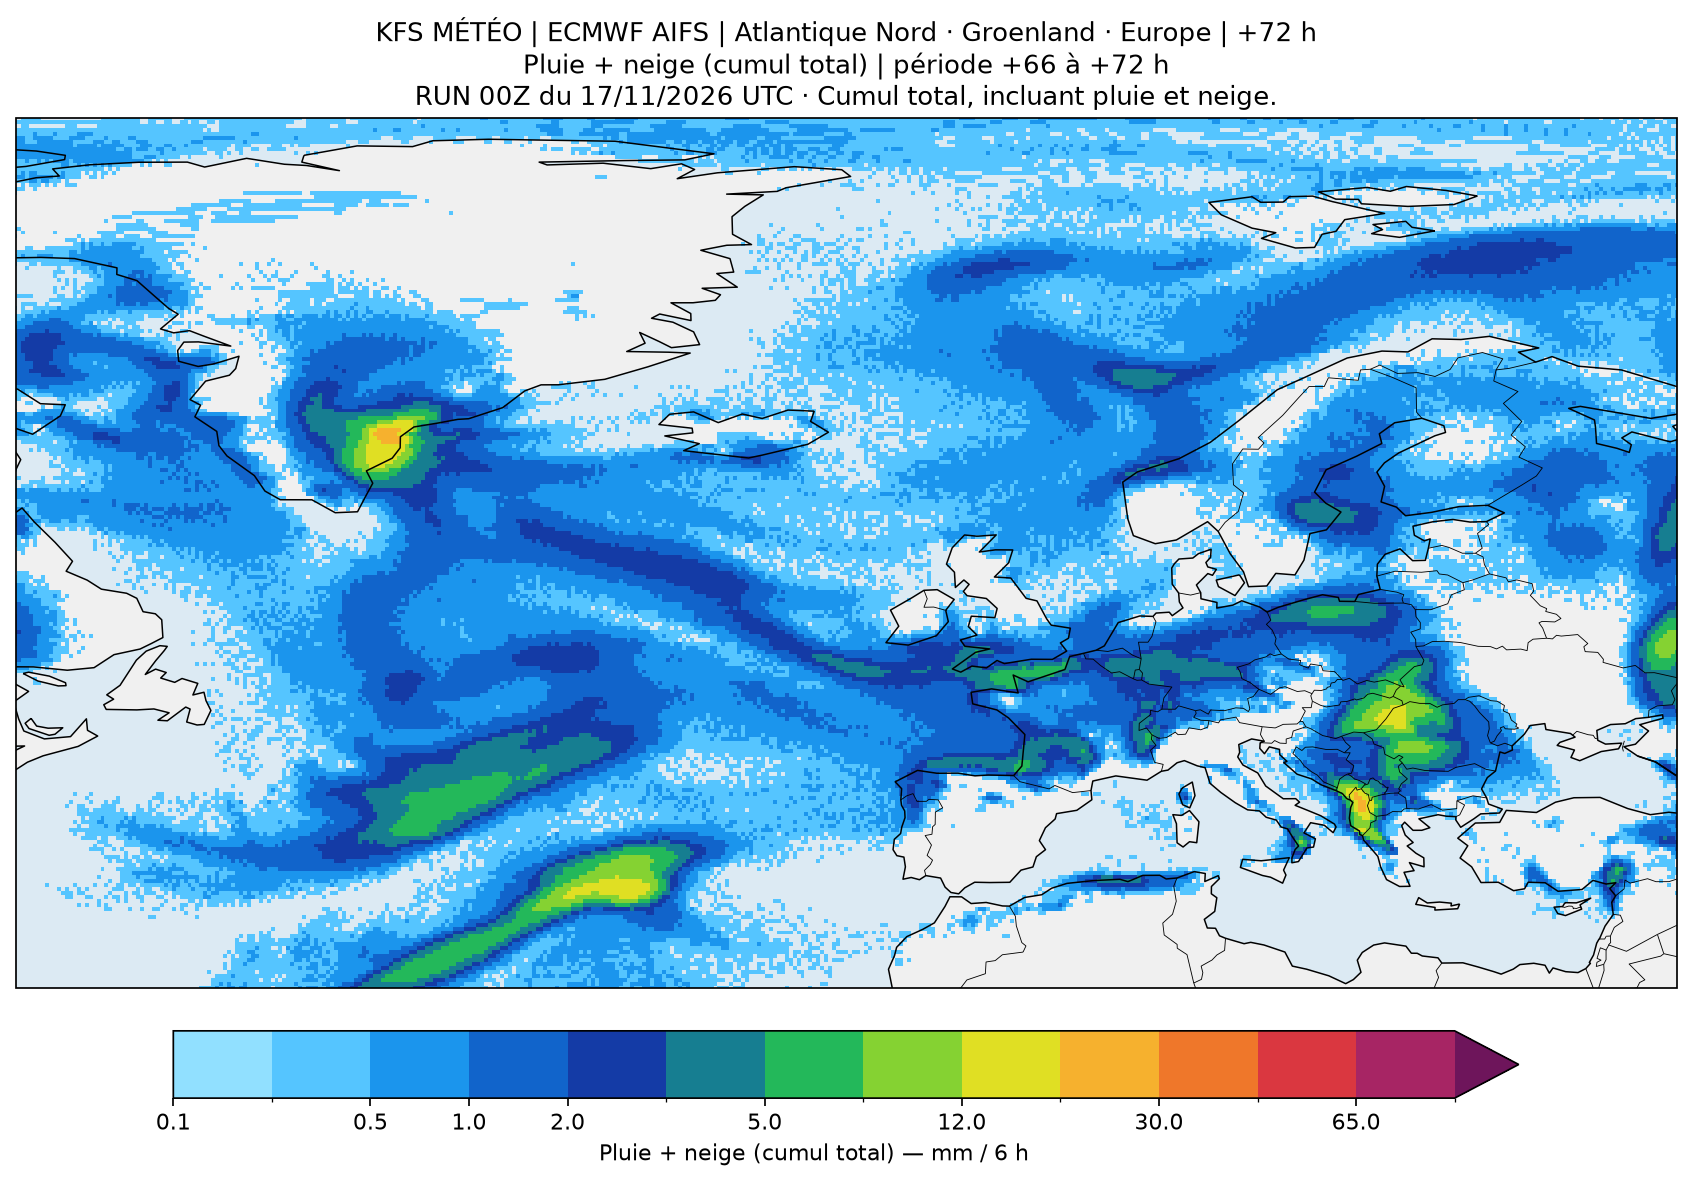 KFS MÉTÉO | ECMWF AIFS | Atlantique Nord · Groenland · Europe | +72 h
Pluie + neige (cumul total) | période +66 à +72 h
RUN 00Z du 17/11/2026 UTC · Cumul total, incluant pluie et neige.
0.1 0.5 1.0 2.0 5.0 12.0 30.0 65.0
Pluie + neige (cumul total) — mm / 6 h